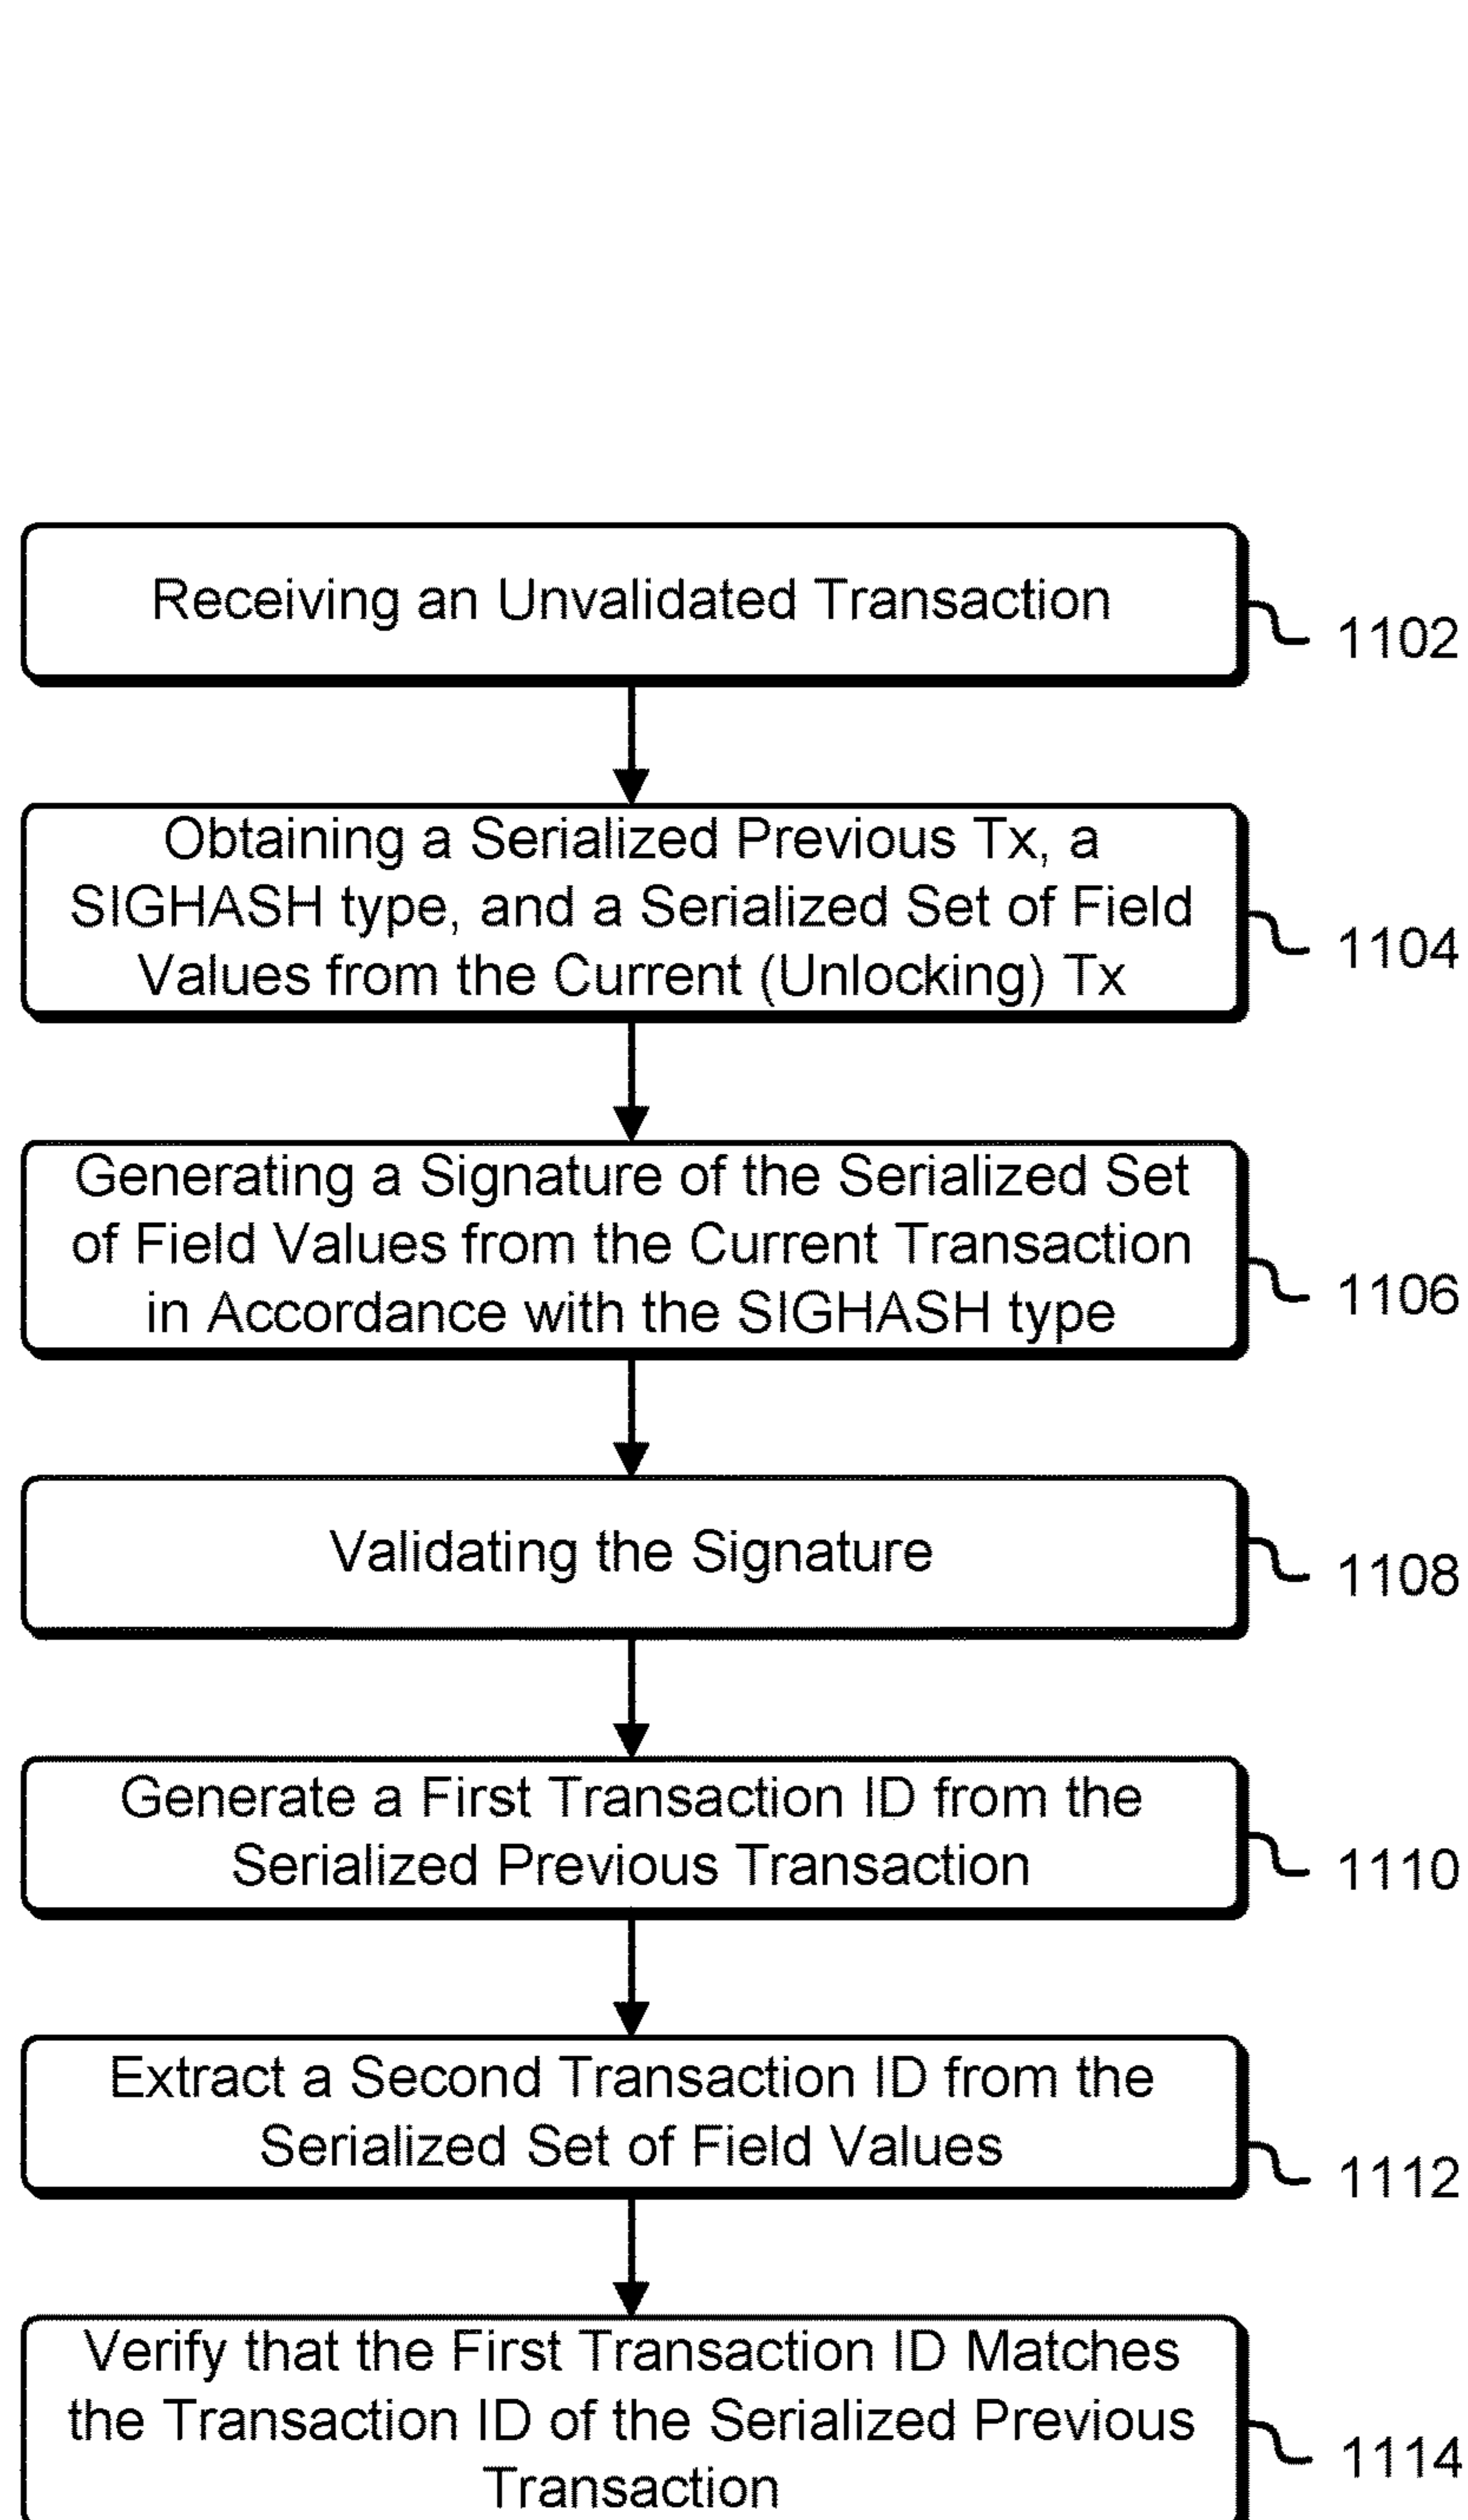 Receiving an Unvalidated Transaction
1102
Obtaining a Serialized Previous Tx, a
SIGHASH type, and a Serialized Set of Field
Values from the Current (Unlocking) Tx
1104
Generating a Signature of the Serialized Set
of Field Values from the Current Transaction
in Accordance with the SIGHASH type
1106
Validating the Signature
1108
Generate a First Transaction ID from the
Serialized Previous Transaction
1110
Extract a Second Transaction ID from the
Serialized Set of Field Values
1112
Verify that the First Transaction ID Matches
the Transaction ID of the Serialized Previous
Transaction
1114